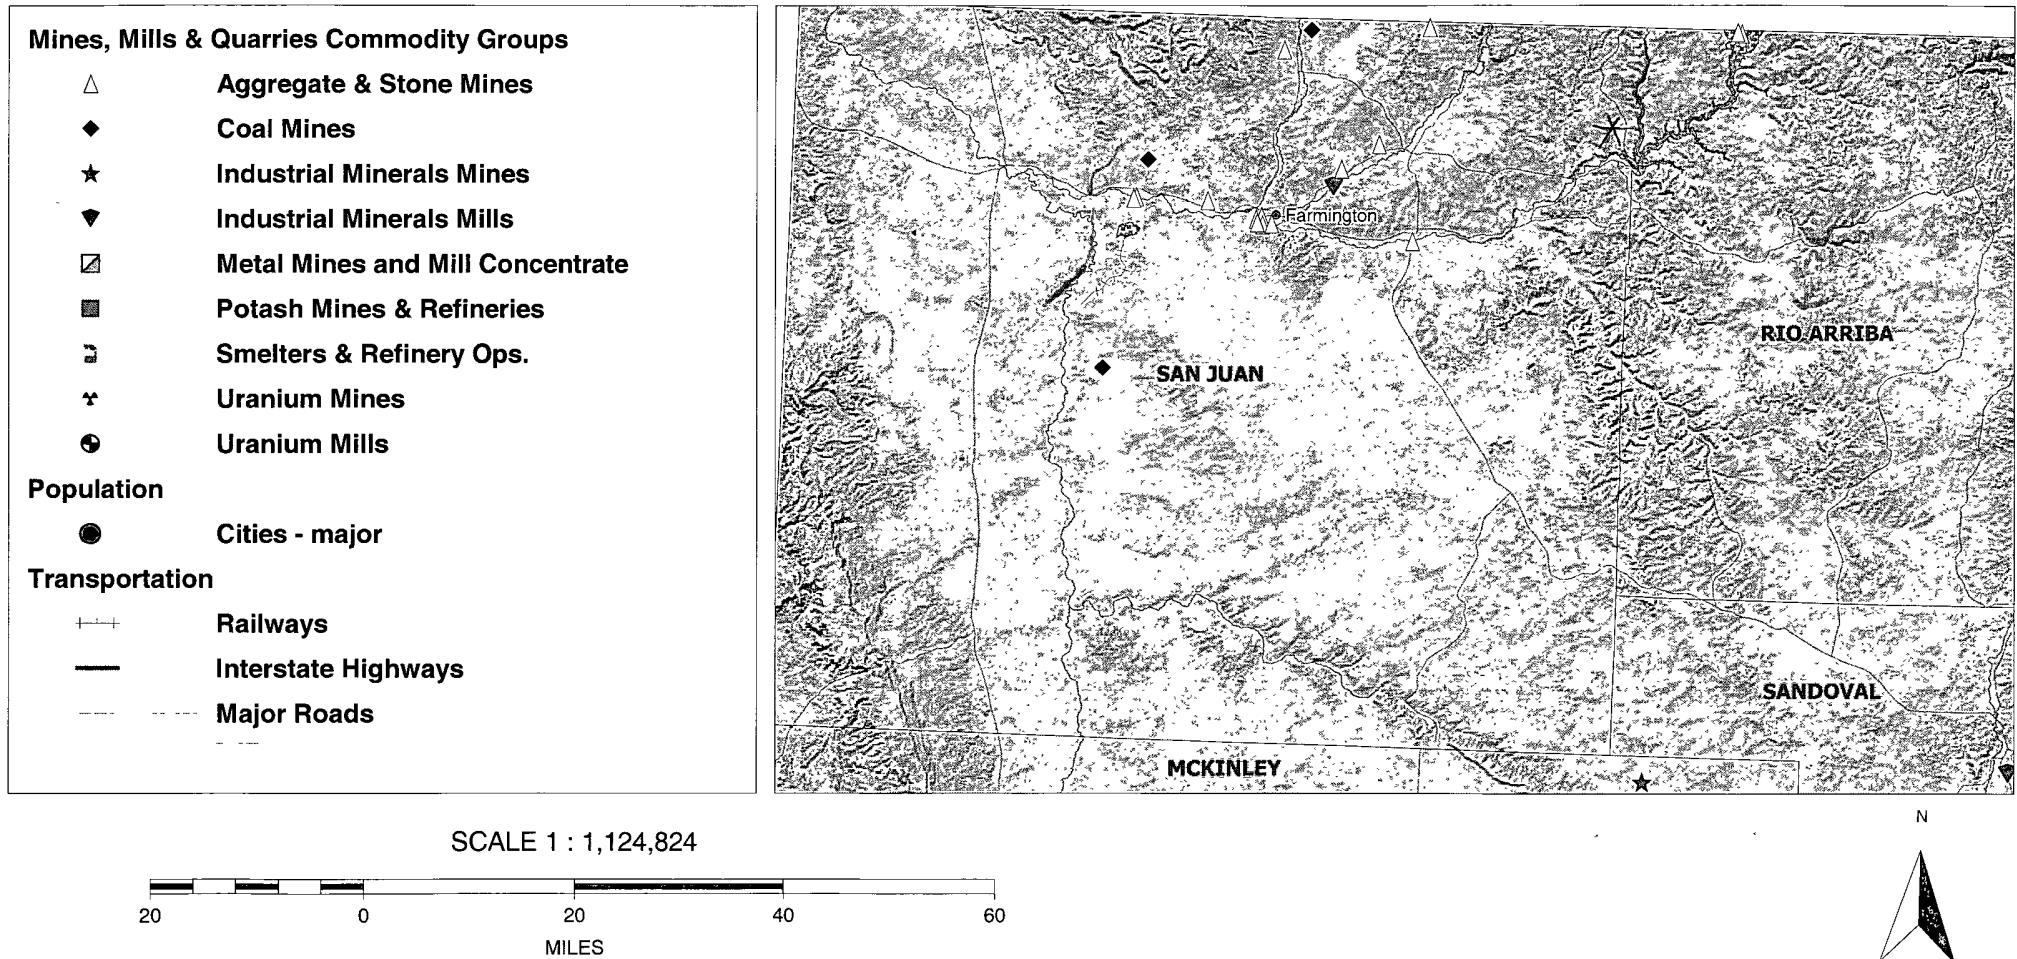 Mines, Mills & Quarries Commodity Groups
Aggregate & Stone Mines
Coal Mines
Industrial Minerals Mines
Industrial Minerals Mills
Metal Mines and Mill Concentrate
Potash Mines & Refineries
Smelters & Refinery Ops.
Uranium Mines
Uranium Mills
Population
Cities - major
Transportation
Railways
Interstate Highways
Major Roads
Farmington
RIO ARRIBA
SAN JUAN
SANDOVAL
MCKINLEY
SCALE 1 : 1,124,824
20 0 20 40 60
MILES
N